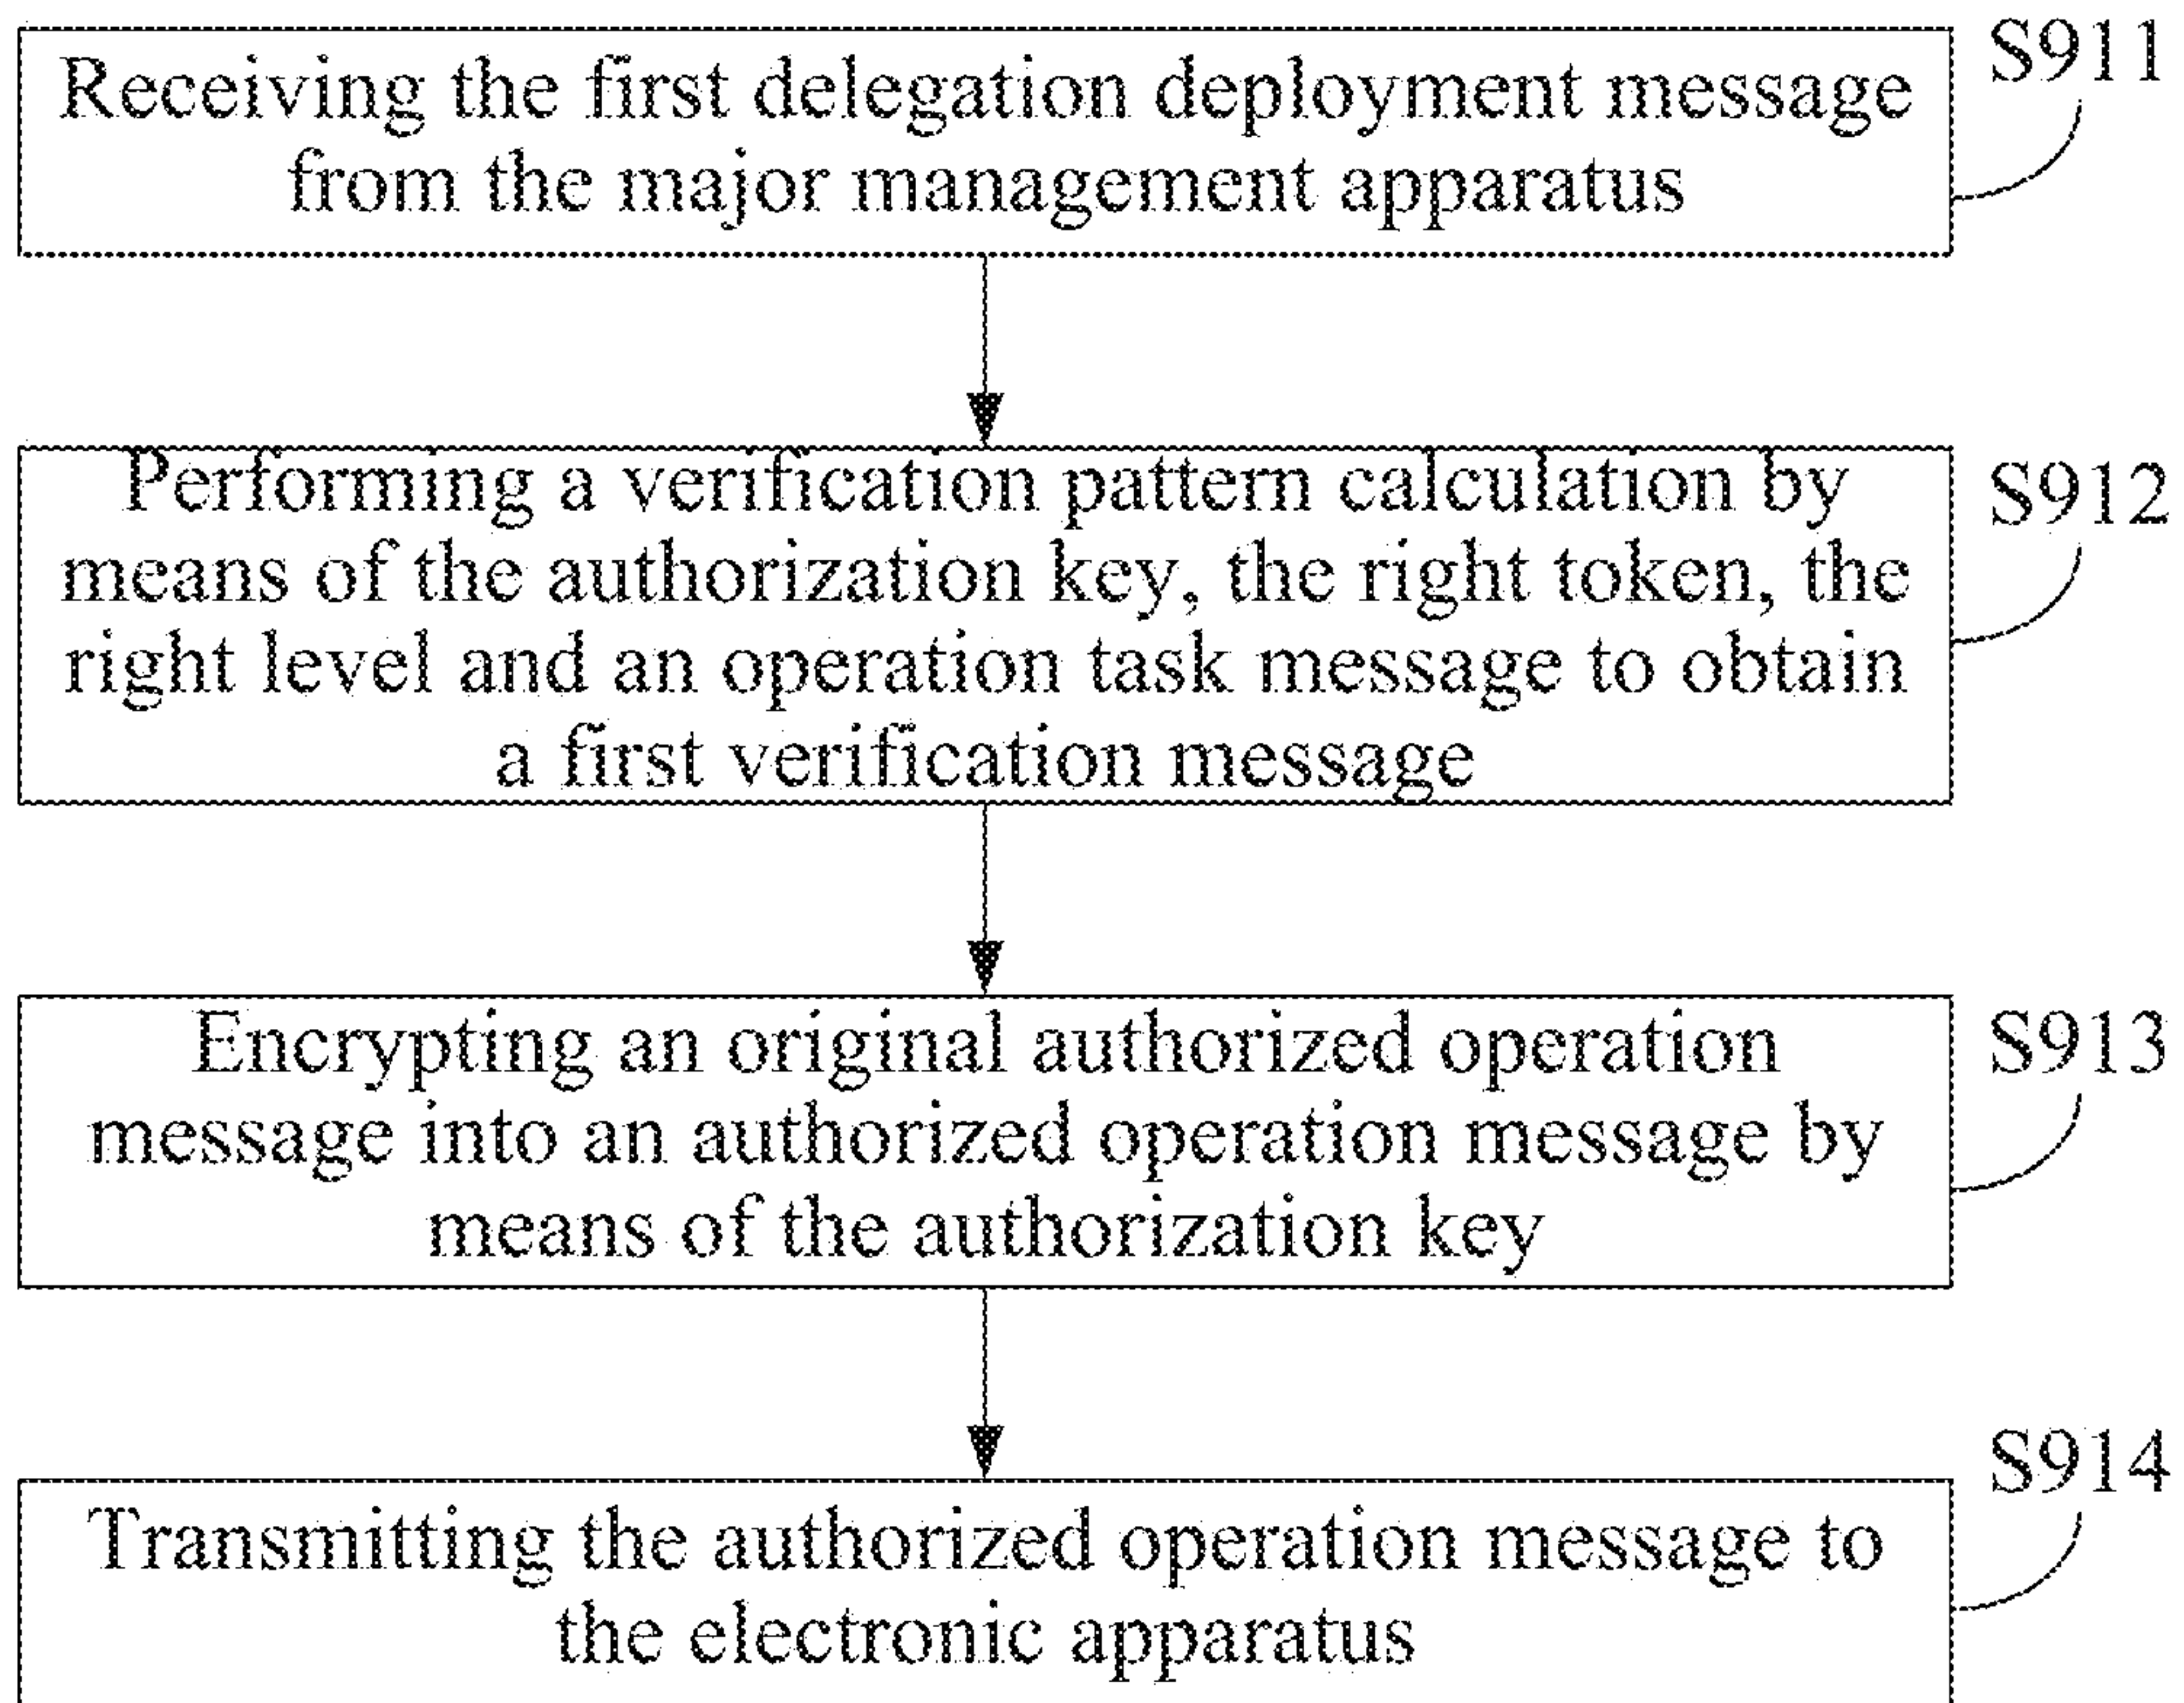 Receiving the first delegation deployment message
from the major management apparatus
S911
Performing a verification pattern calculation by
means of the authorization key, the right token, the
right level and an operation task message to obtain
a first verification message
S912
Encrypting an original authorized operation
message into an authorized operation message by
means of the authorization key
S913
Transmitting the authorized operation message to
the electronic apparatus
S914